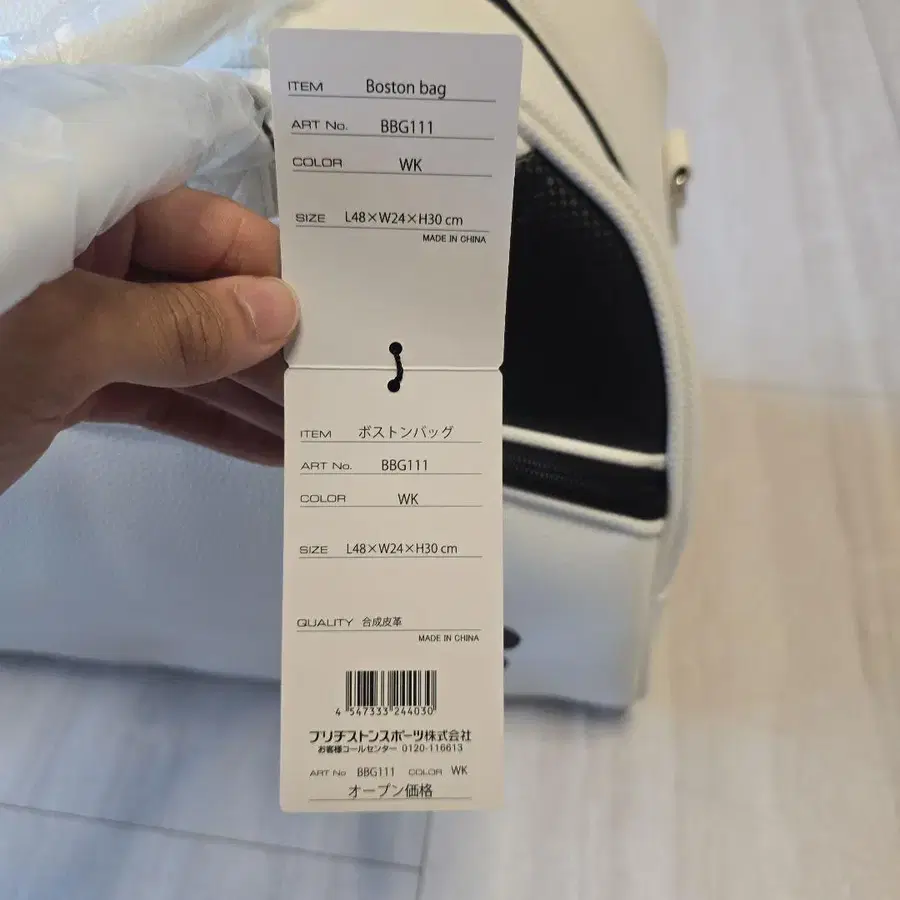 ITEM Boston bag
ART No. BBG111
COLOR WK
SIZE L48×W24×H30 cm
MADE IN CHINA
ITEM ボストンバッグ
ART No. BBG111
COLOR WK
SIZE L48×W24×H30 cm
QUALITY 合成皮革
MADE IN CHINA
4 547333 244030
ブリヂストンスポーツ株式会社
お客様コールセンター 0120-116613
ART No BBG111 COLOR WK
オープン価格